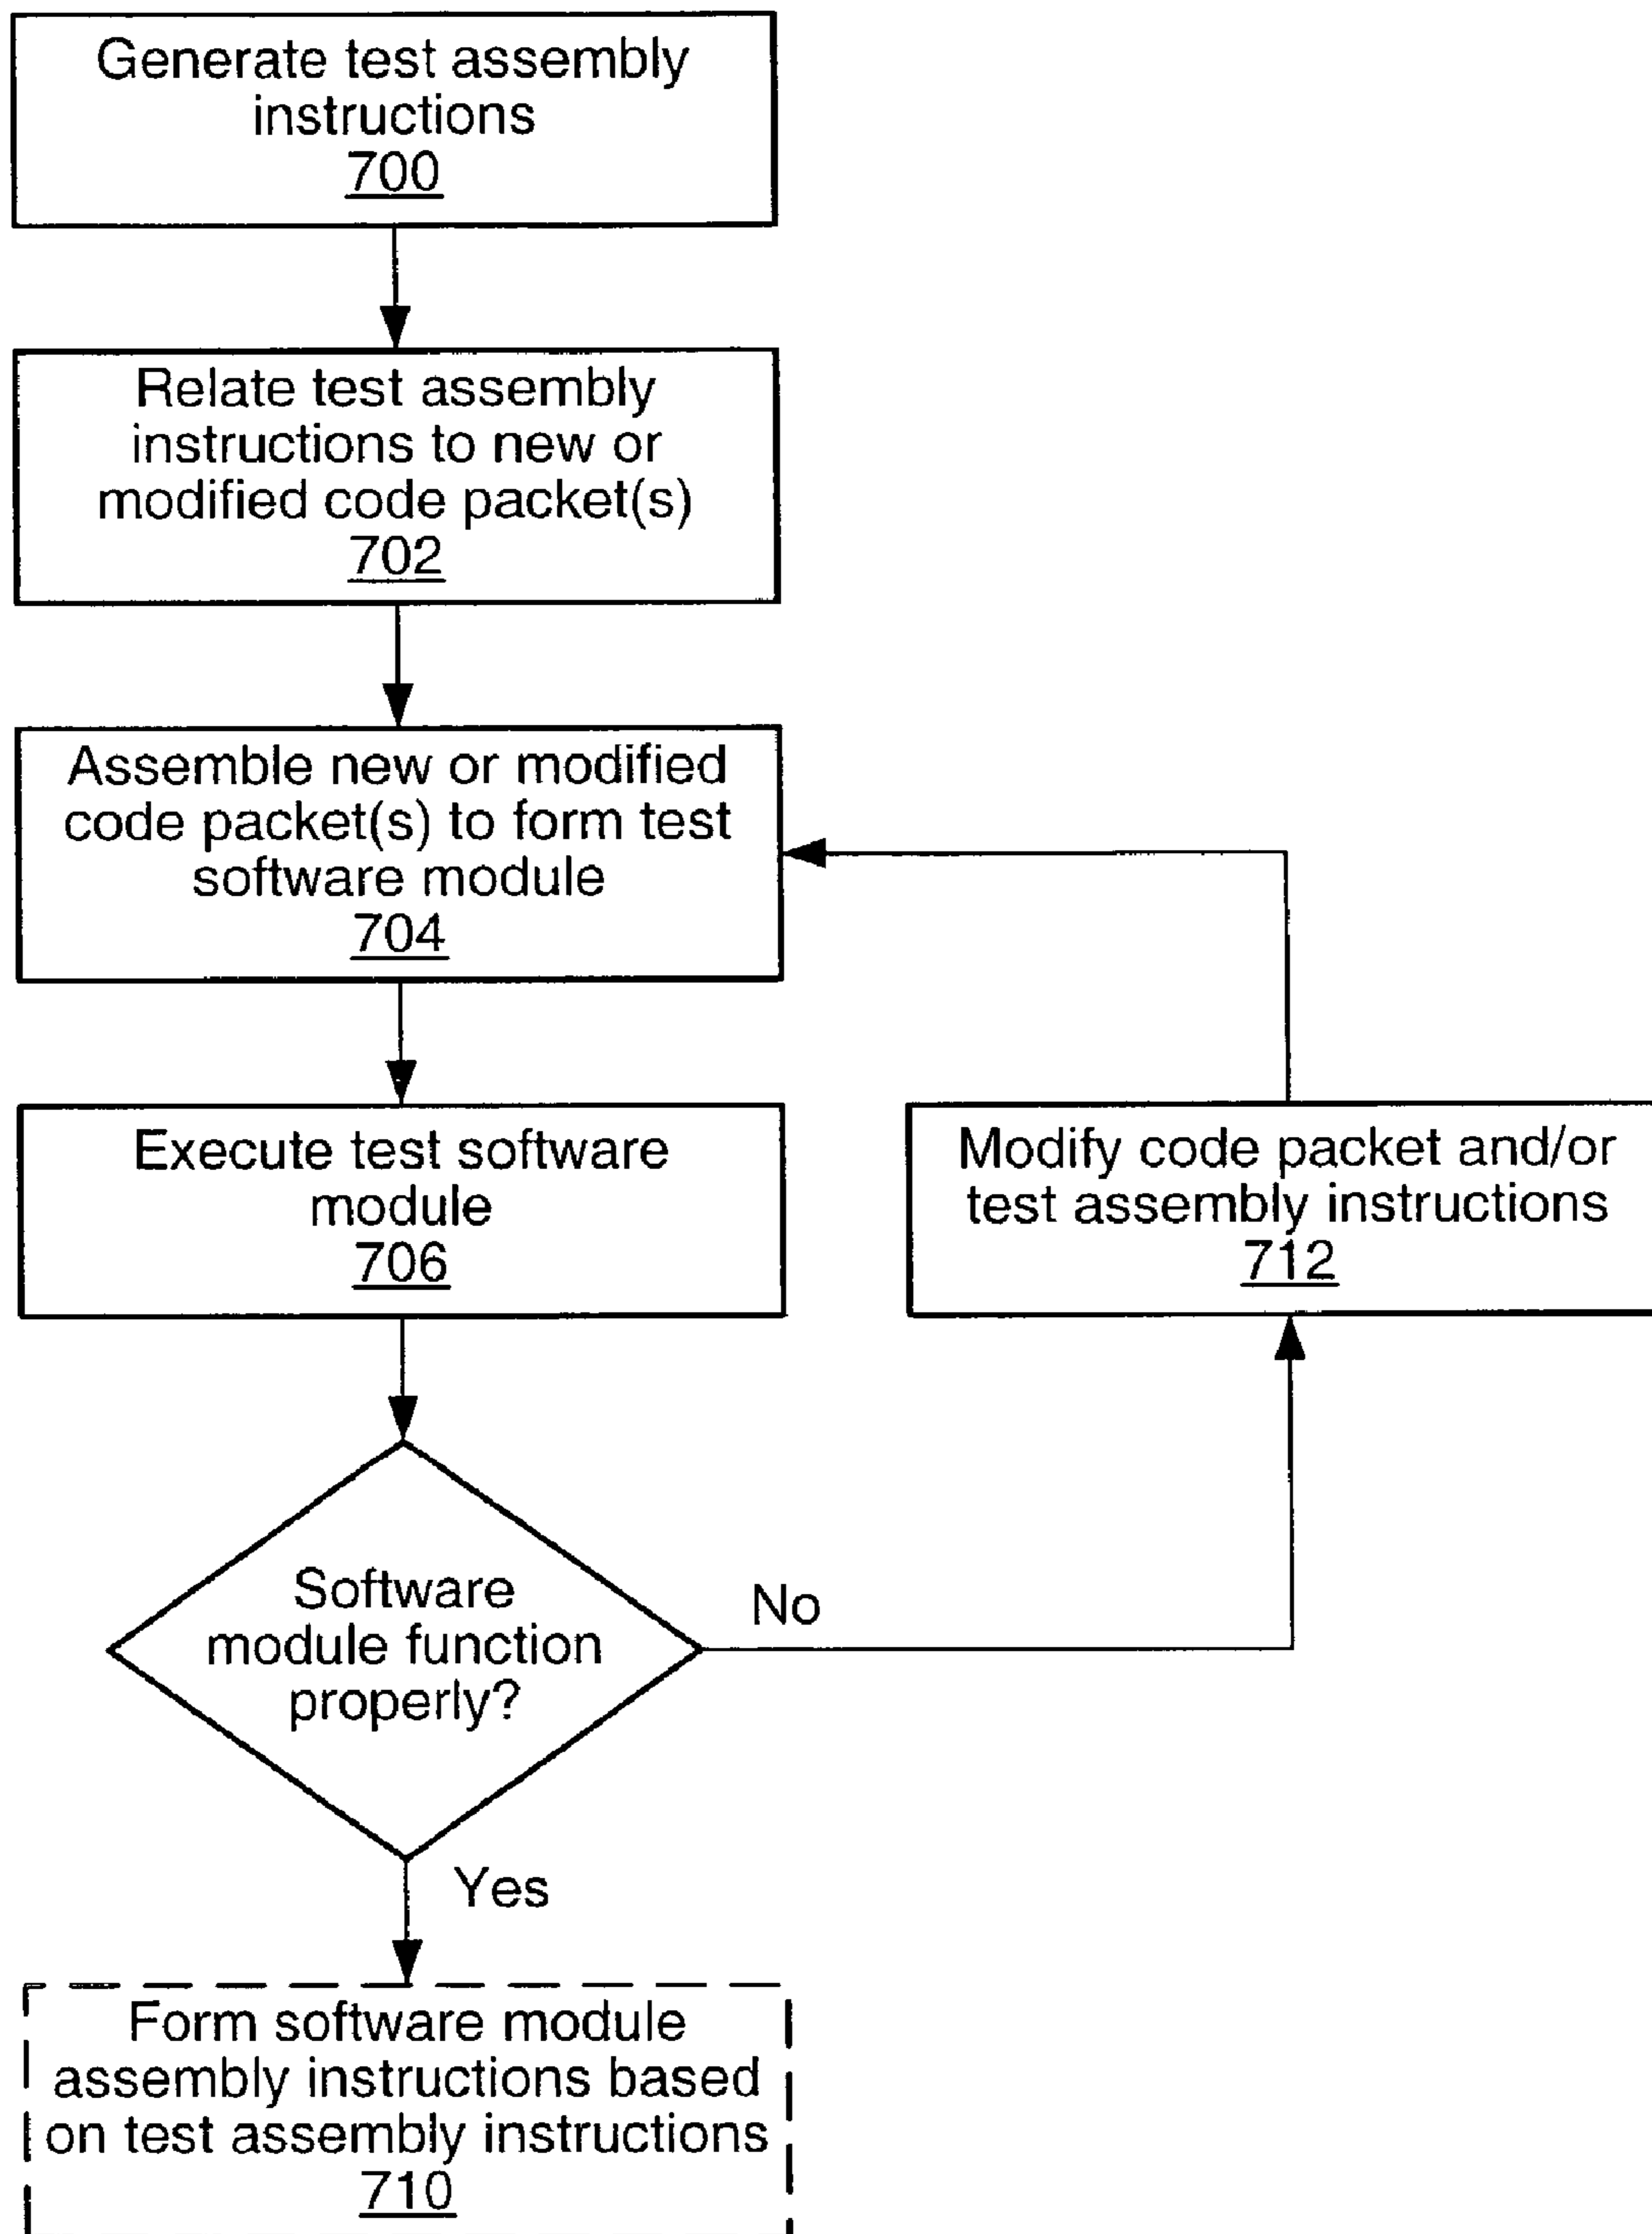 Generate test assembly
instructions
700
Relate test assembly
instructions to new or
modified code packet(s)
702
Assemble new or modified
code packet(s) to form test
software module
704
Execute test software
module
706
Modify code packet and/or
test assembly instructions
712
Software
module function
properly?
No
Yes
Form software module
assembly instructions based
on test assembly instructions
710